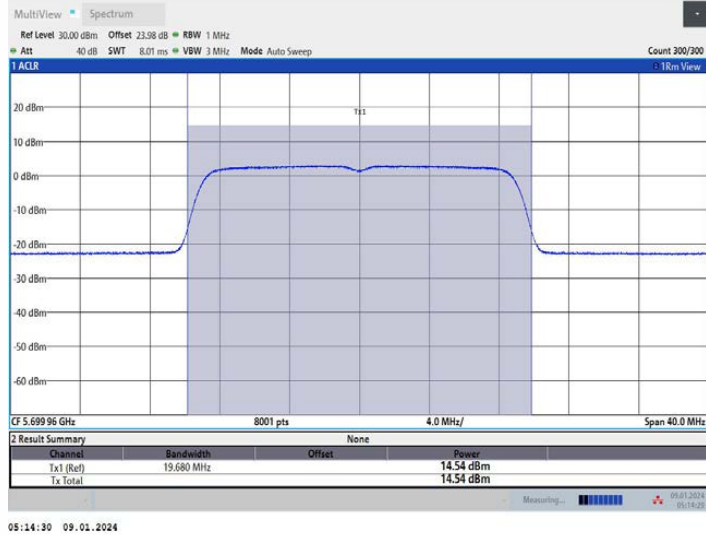 MultiView Spectrum
Ref Level 30.00 dBm Offset 23.98 dB RBW 1 MHz
Att 40 dB SWT 8.01 ms VBW 3 MHz Mode Auto Sweep Count 300/300
1 ACLR 1Rm View
Tx1
20 dBm
10 dBm
0 dBm
-10 dBm
-20 dBm
-30 dBm
-40 dBm
-50 dBm
-60 dBm
CF 5.699 96 GHz 8001 pts 4.0 MHz/ Span 40.0 MHz
2 Result Summary None
Channel Bandwidth Offset Power
Tx1 (Ref) 19.680 MHz 14.54 dBm
Tx Total 14.54 dBm
Measuring... 09.01.2024
05:14:29
05:14:30 09.01.2024